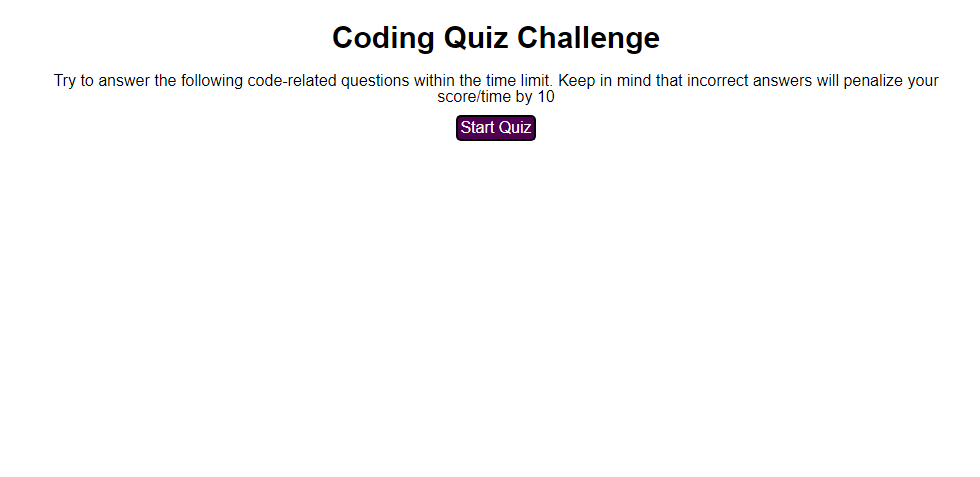 Coding Quiz Challenge
Try to answer the following code-related questions within the time limit. Keep in mind that incorrect answers will penalize your
score/time by 10
Start Quiz